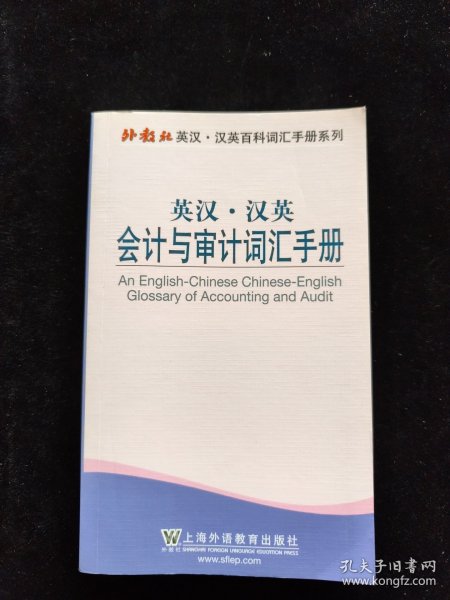 外教社 英汉·汉英百科词汇手册系列
英汉·汉英
会计与审计词汇手册
An English-Chinese Chinese-English
Glossary of Accounting and Audit
W 上海外语教育出版社
外教社 SHANGHAI FOREIGN LANGUAGE EDUCATION PRESS
www.sflep.com
孔夫子旧书网
www.kongfz.com